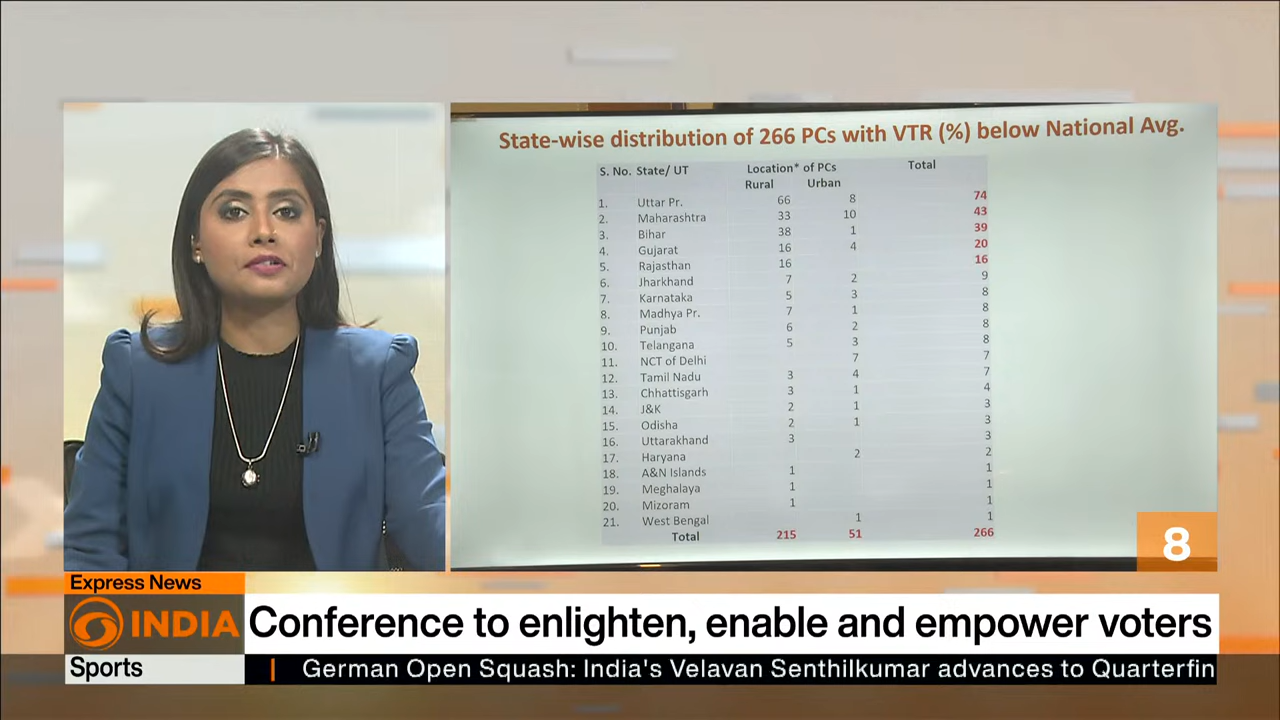 State-wise distribution of 266 PCs with VTR (%) below National Avg.
S. No. State/ UT Location* of PCs Total
Rural Urban
1. Uttar Pr. 66 8 74
2. Maharashtra 33 10 43
3. Bihar 38 1 39
4. Gujarat 16 4 20
5. Rajasthan 16 16
6. Jharkhand 7 2 9
7. Karnataka 5 3 8
8. Madhya Pr. 7 1 8
9. Punjab 6 2 8
10. Telangana 5 3 8
11. NCT of Delhi 7 7
12. Tamil Nadu 3 4 7
13. Chhattisgarh 3 1 4
14. J&K 2 1 3
15. Odisha 2 1 3
16. Uttarakhand 3 3
17. Haryana 2 2
18. A&N Islands 1 1
19. Meghalaya 1 1
20. Mizoram 1 1
21. West Bengal 1 1
Total 215 51 266
8
Express News
INDIA
Conference to enlighten, enable and empower voters
Sports
German Open Squash: India's Velavan Senthilkumar advances to Quarterfin